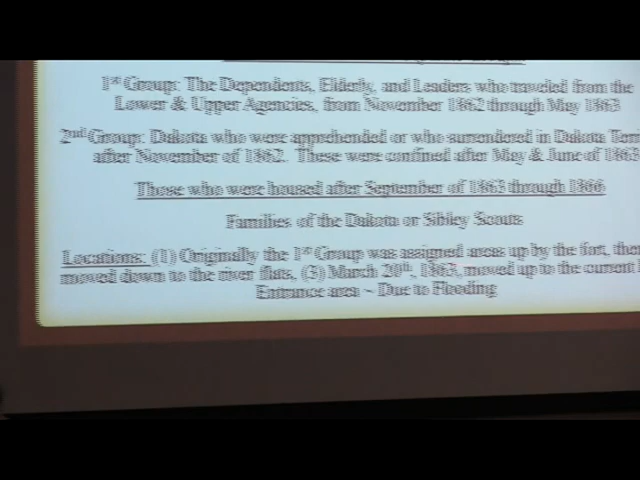 1st Group: The Dependents, Elderly, and Leaders who traveled from the
Lower & Upper Agencies, from November 1862 through May 1863
2nd Group: Dakota who were apprehended or who surrendered in Dakota Terr
after November of 1862. These were confined after May & June of 1863
Those who were housed after September of 1863 through 1866
Families of the Dakota or Sibley Scouts
Locations: (1) Originally the 1st Group was assigned areas up by the fort, then
moved down to the river flats, (3) March 20th, 1863, moved up to the current
Entrance area ~ Due to Flooding